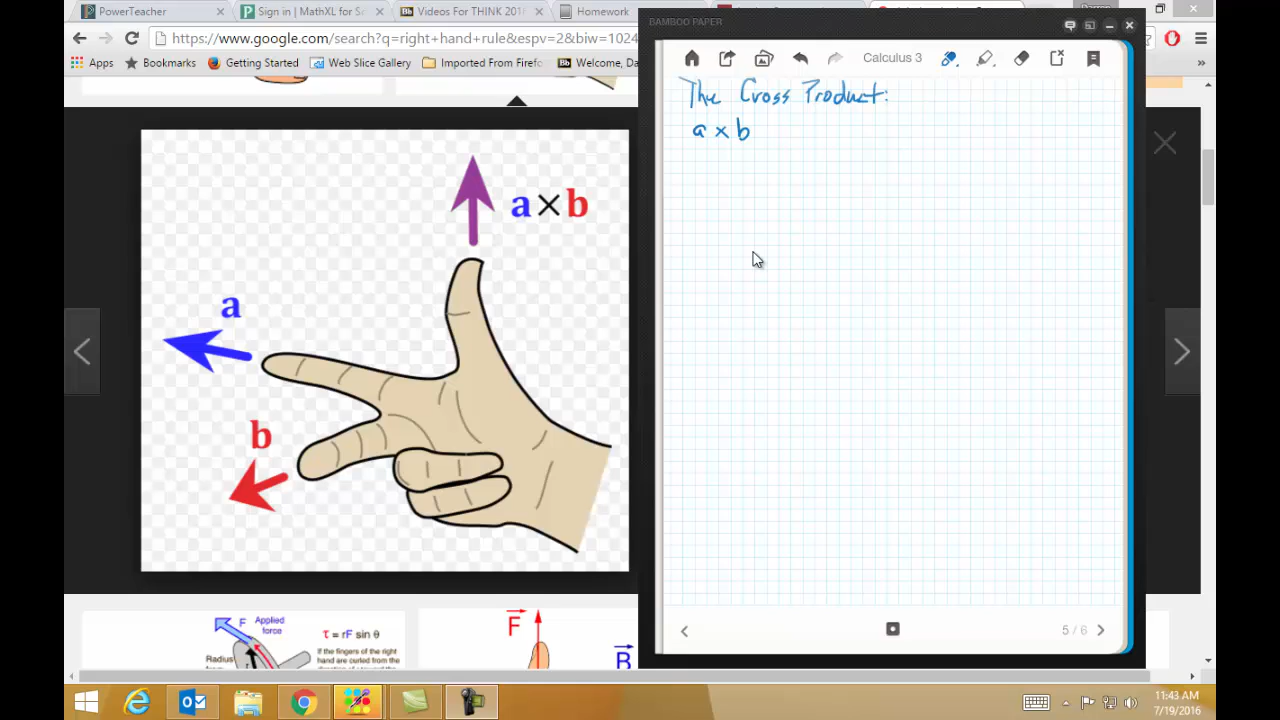 PowerTeacher
Sign in | MathXL for S
Videos For THINK 201
Homework
BAMBOO PAPER
https://www.google.com/search?q=right+hand+rule&espv=2&biw=1024
Apps
Bookmarks
Getting Started
Web Slice Gallery
Imported From Firefo
Welcome, Da
»
Calculus 3
The Cross Product:
a × b
a×b
a
b
F
Applied
force
τ = rF sin θ
If the fingers of the right
hand are curled from the
Radius
F
B
5 / 6
11:43 AM
7/19/2016